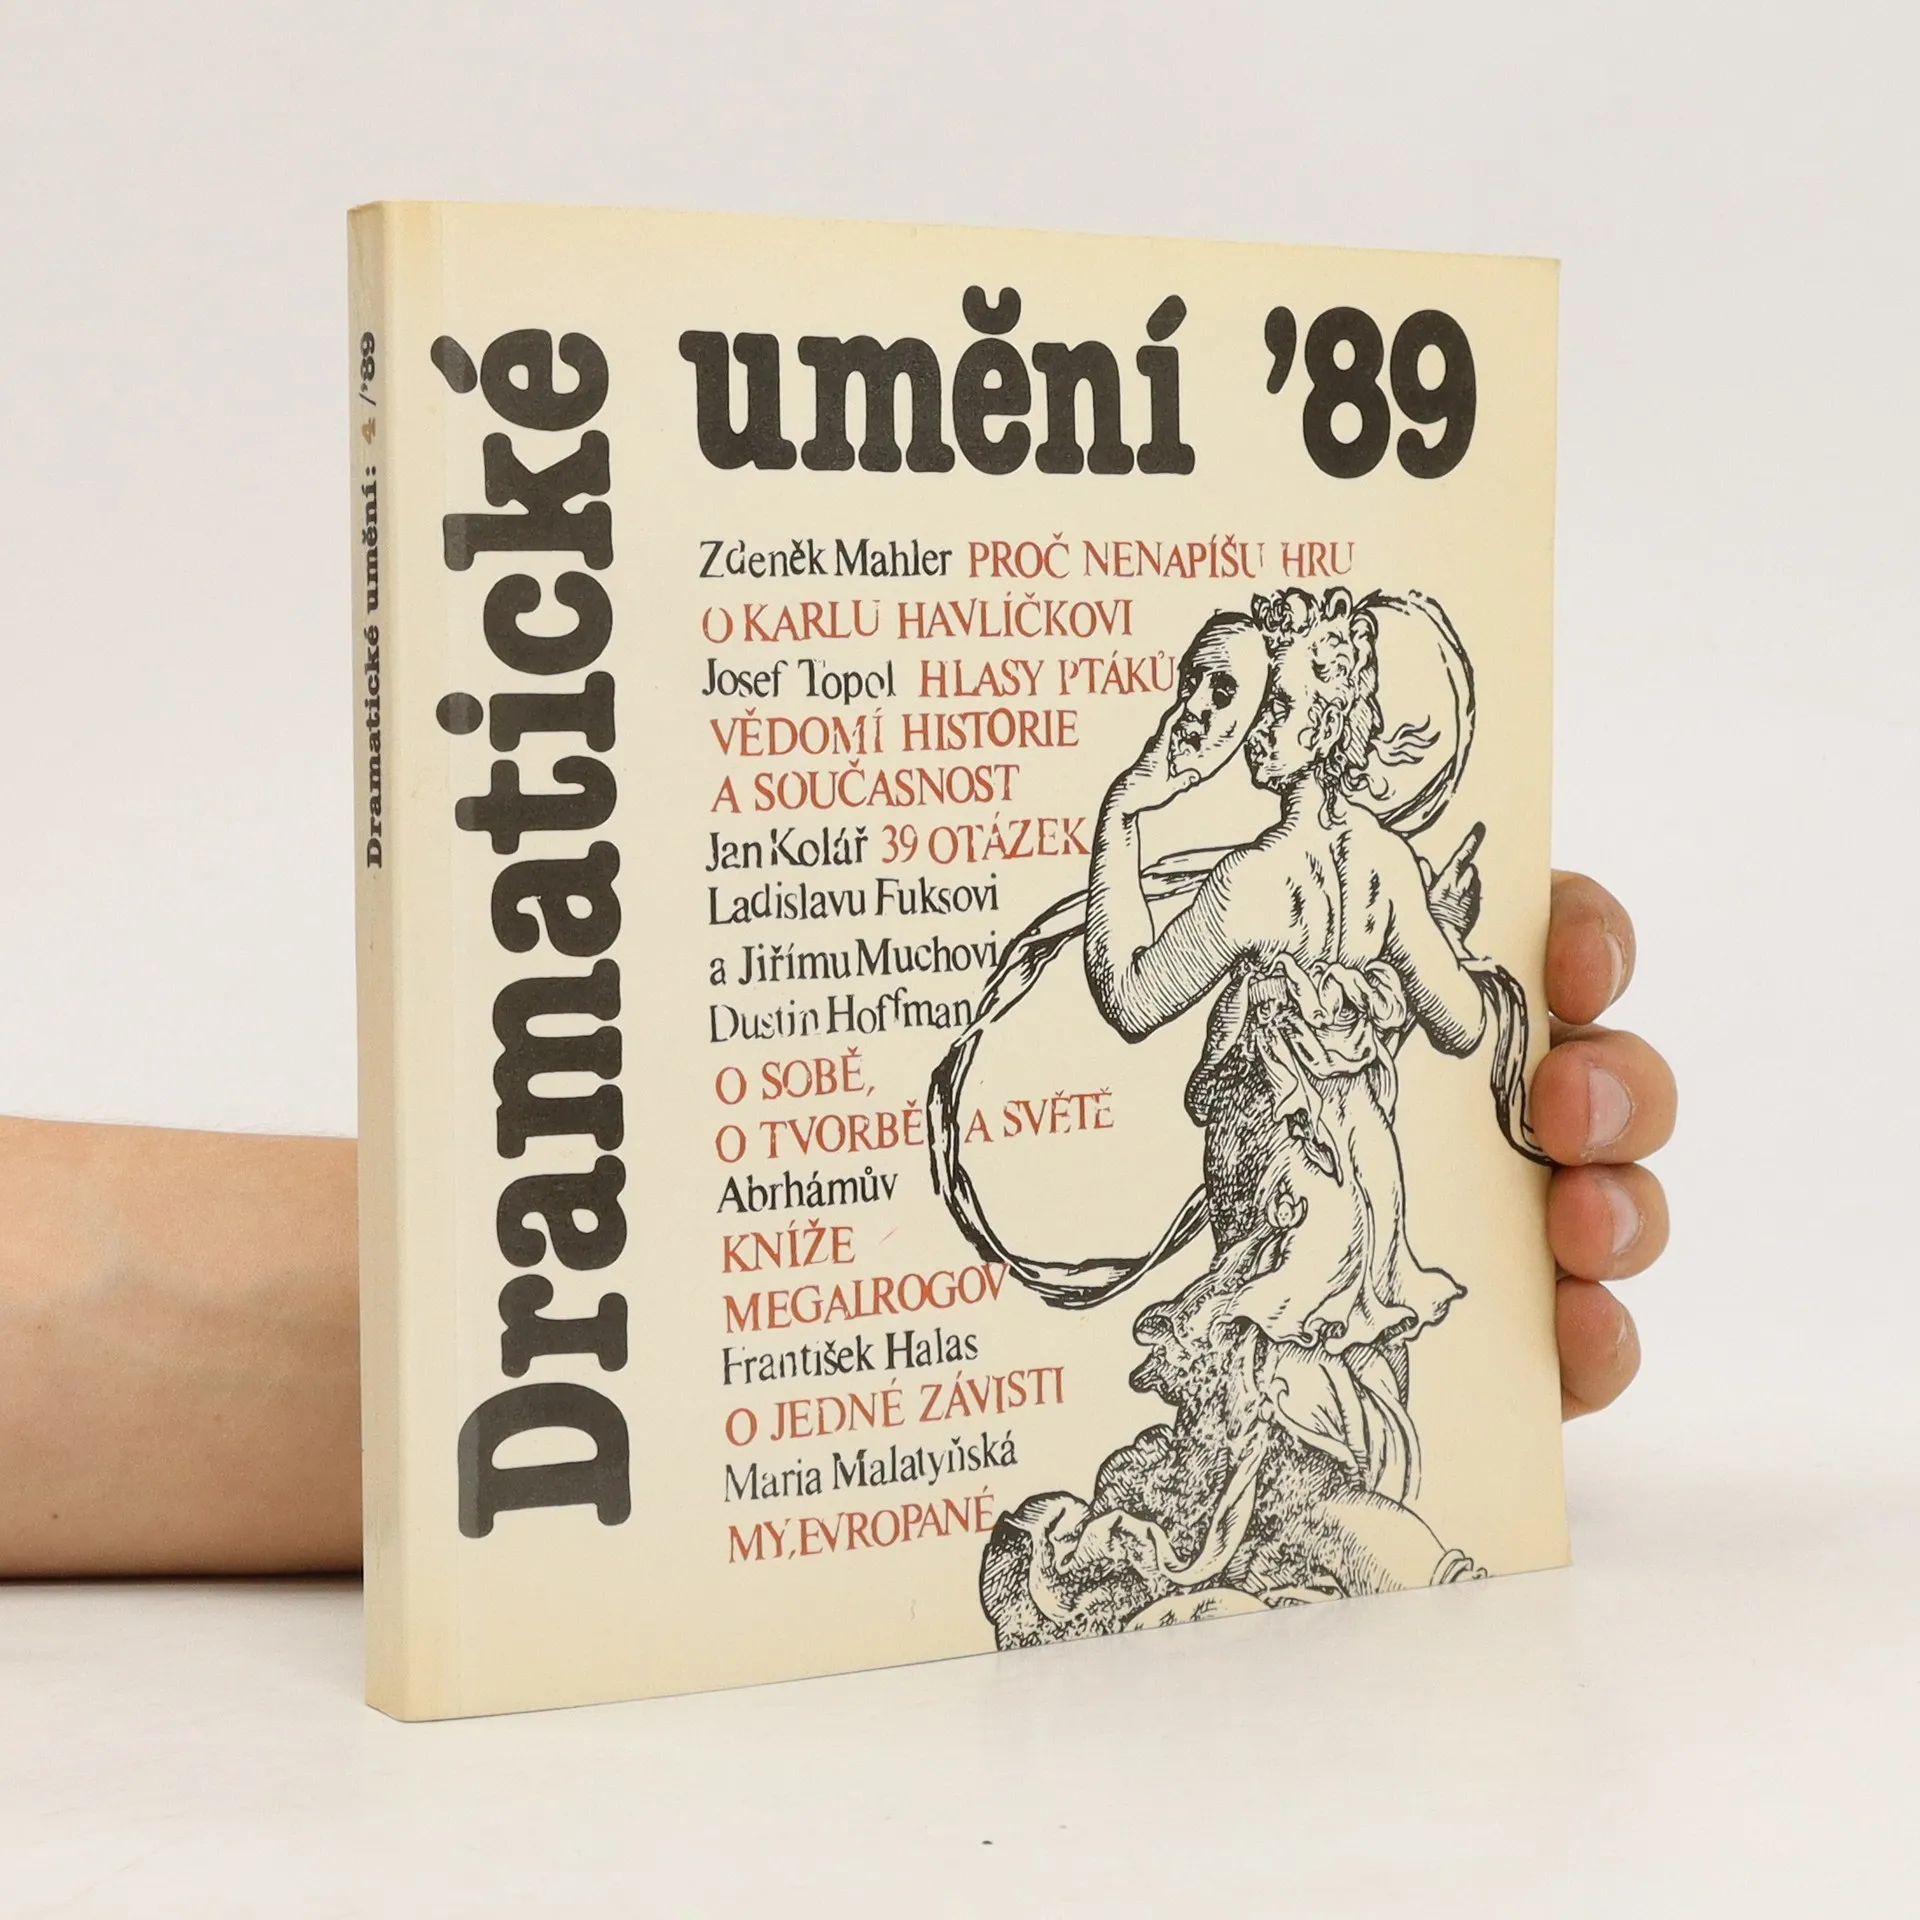 Dramatické umění: 4/'89
Dramatické
umění '89
Zdeněk Mahler PROČ NENAPÍŠU HRU
O KARLU HAVLÍČKOVI
Josef Topol HLASY PTÁKŮ
VĚDOMÍ HISTORIE
A SOUČASNOST
Jan Kolář 39 OTÁZEK
Ladislavu Fuksovi
a Jiřímu Muchovi
Dustin Hoffman
O SOBĚ,
O TVORBĚ A SVĚTĚ
Abrhámův
KNÍŽE
MEGALROGOV
František Halas
O JEDNÉ ZÁVISTI
Maria Malatyňská
MY, EVROPANÉ